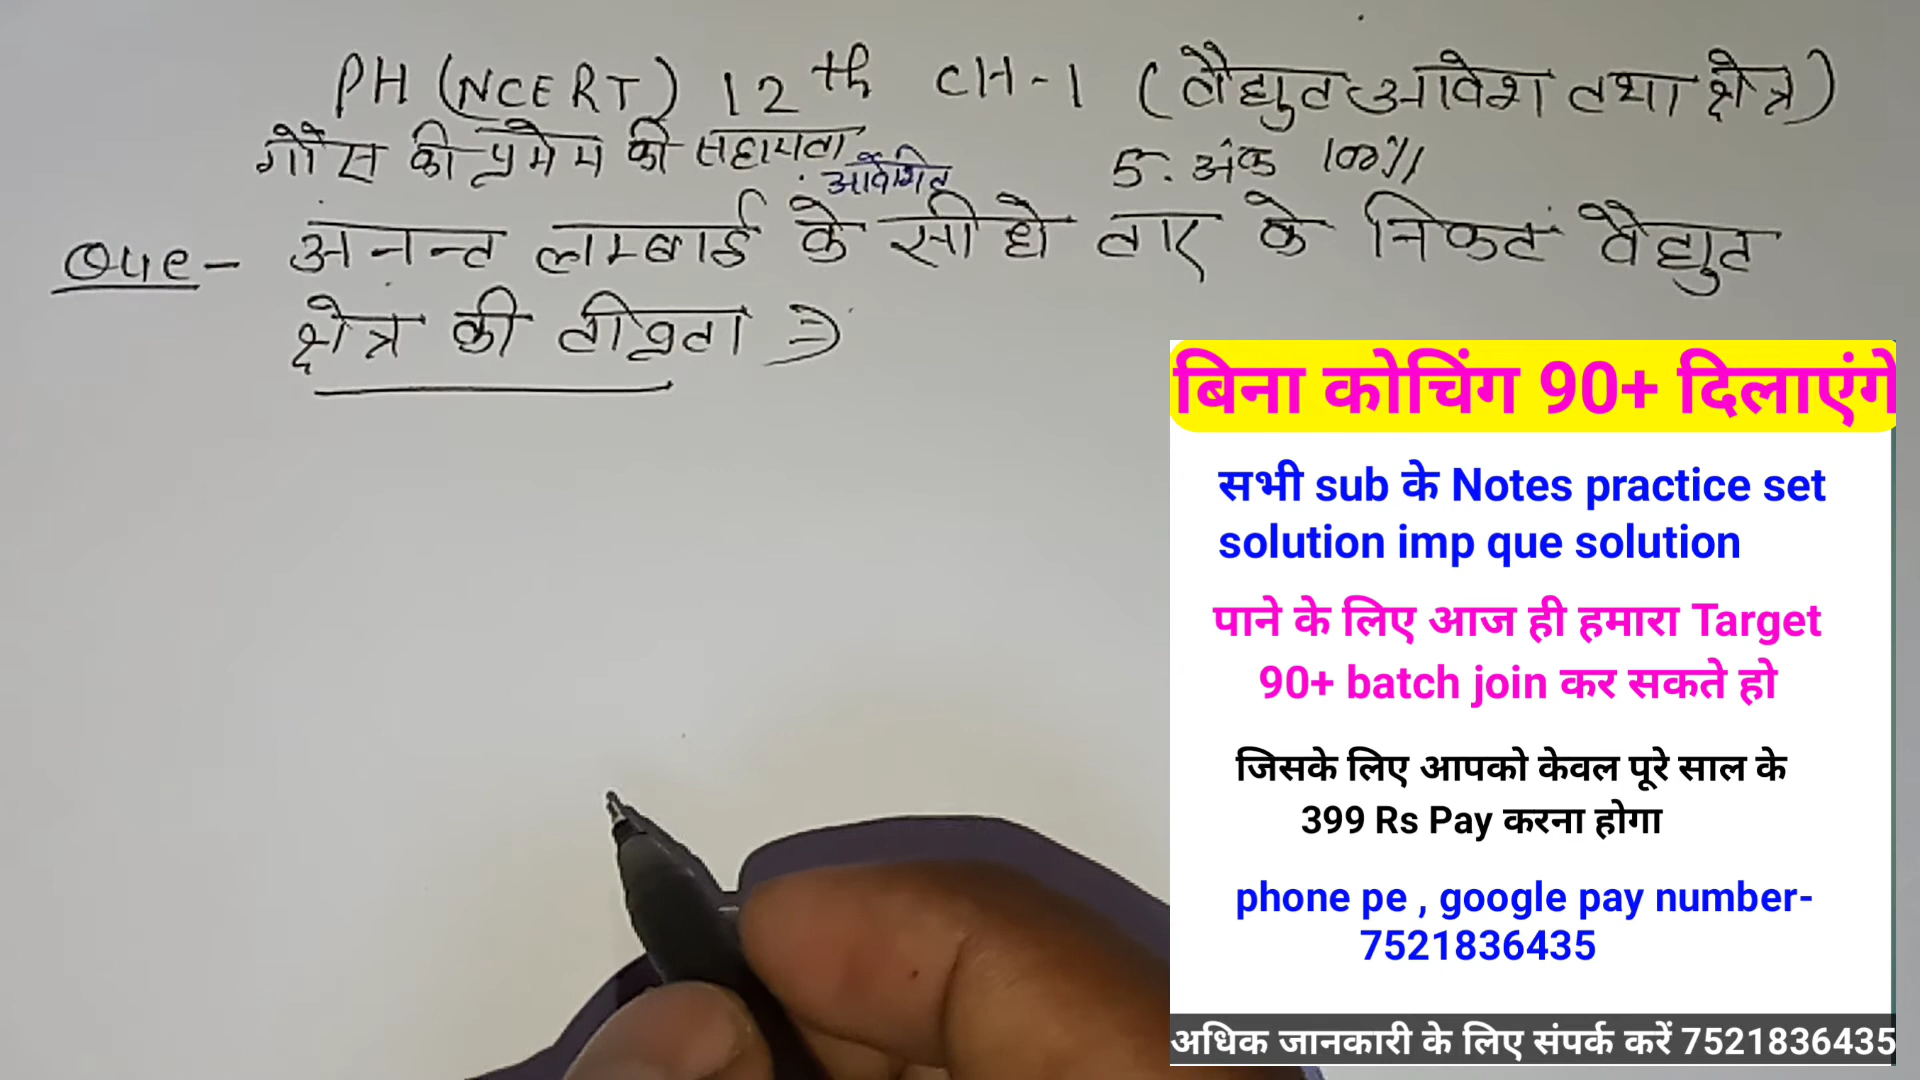 PH (NCERT) 12th CH-1 (वैद्युत आवेश तथा क्षेत्र)
गौस की प्रमेय की सहायता
5. अंक 100%
आवेशित
Que - अनन्त लम्बाई के सीधे तार के निकट वैद्युत
क्षेत्र की तीव्रता ⇒
बिना कोचिंग 90+ दिलाएंगे
सभी sub के Notes practice set
solution imp que solution
पाने के लिए आज ही हमारा Target
90+ batch join कर सकते हो
जिसके लिए आपको केवल पूरे साल के
399 Rs Pay करना होगा
phone pe , google pay number-
7521836435
अधिक जानकारी के लिए संपर्क करें 7521836435